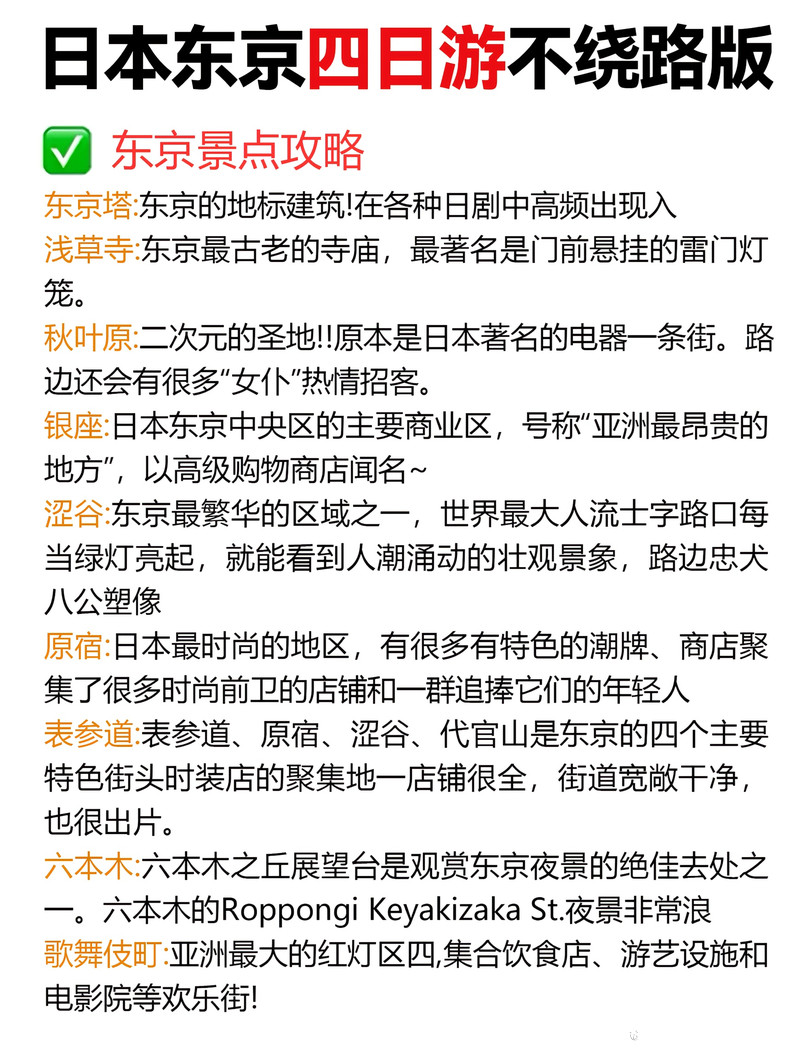 日本东京四日游不绕路版
✅ 东京景点攻略
东京塔:东京的地标建筑!在各种日剧中高频出现入
浅草寺:东京最古老的寺庙，最著名是门前悬挂的雷门灯
笼。
秋叶原:二次元的圣地!!原本是日本著名的电器一条街。路
边还会有很多“女仆”热情招客。
银座:日本东京中央区的主要商业区，号称“亚洲最昂贵的
地方”，以高级购物商店闻名~
涩谷:东京最繁华的区域之一，世界最大人流士字路口每
当绿灯亮起，就能看到人潮涌动的壮观景象，路边忠犬
八公塑像
原宿:日本最时尚的地区，有很多有特色的潮牌、商店聚
集了很多时尚前卫的店铺和一群追捧它们的年轻人
表参道:表参道、原宿、涩谷、代官山是东京的四个主要
特色街头时装店的聚集地一店铺很全，街道宽敞干净，
也很出片。
六本木:六本木之丘展望台是观赏东京夜景的绝佳去处之
一。六本木的Roppongi Keyakizaka St.夜景非常浪
歌舞伎町:亚洲最大的红灯区四,集合饮食店、游艺设施和
电影院等欢乐街!